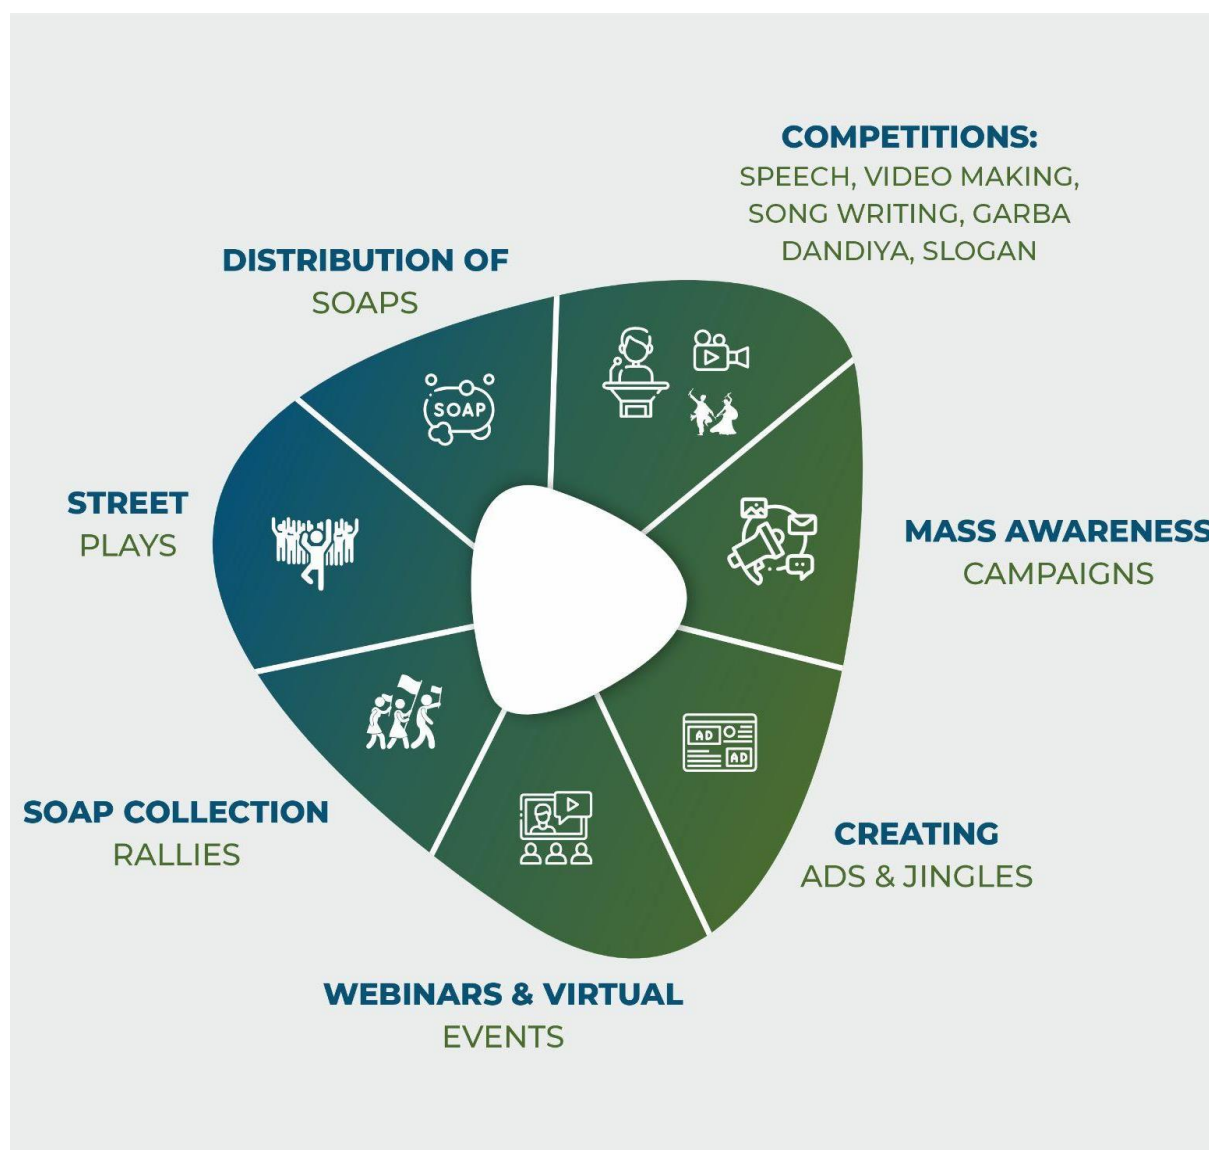 COMPETITIONS:
SPEECH, VIDEO MAKING,
SONG WRITING, GARBA
DANDIYA, SLOGAN
DISTRIBUTION OF
SOAPS
SOAP
STREET
PLAYS
MASS AWARENESS
CAMPAIGNS
AD
AD
SOAP COLLECTION
RALLIES
CREATING
ADS & JINGLES
WEBINARS & VIRTUAL
EVENTS